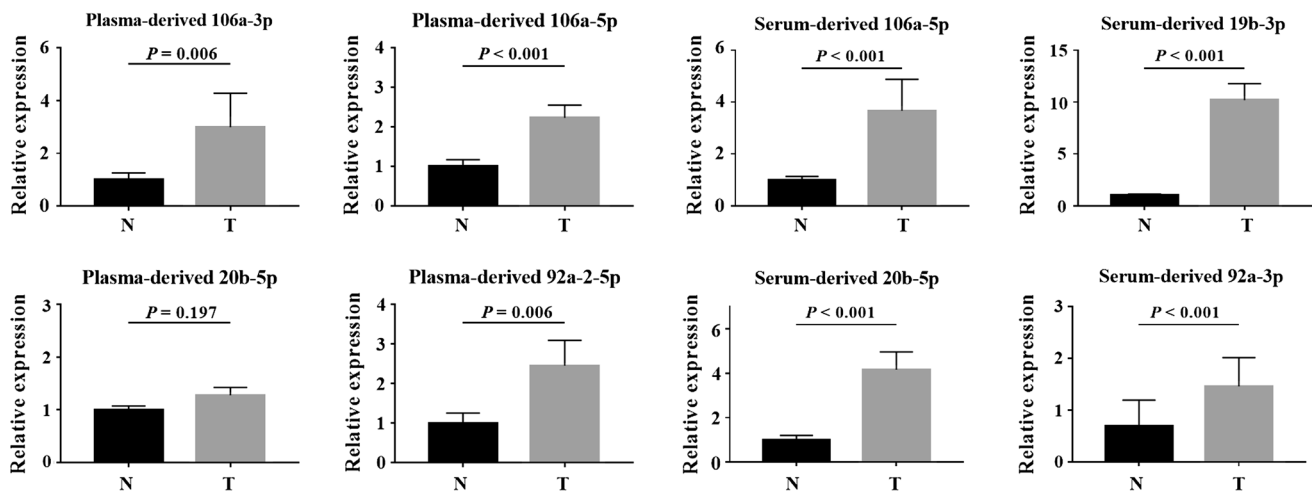 Plasma-derived 106a-3p
Relative expression
6
4
2
0
P = 0.006
N T
Plasma-derived 106a-5p
Relative expression
4
3
2
1
0
P < 0.001
N T
Serum-derived 106a-5p
Relative expression
6
4
2
0
P < 0.001
N T
Serum-derived 19b-3p
Relative expression
15
10
5
0
P < 0.001
N T
Plasma-derived 20b-5p
Relative expression
3
2
1
0
P = 0.197
N T
Plasma-derived 92a-2-5p
Relative expression
4
3
2
1
0
P = 0.006
N T
Serum-derived 20b-5p
Relative expression
6
4
2
0
P < 0.001
N T
Serum-derived 92a-3p
Relative expression
3
2
1
0
P < 0.001
N T